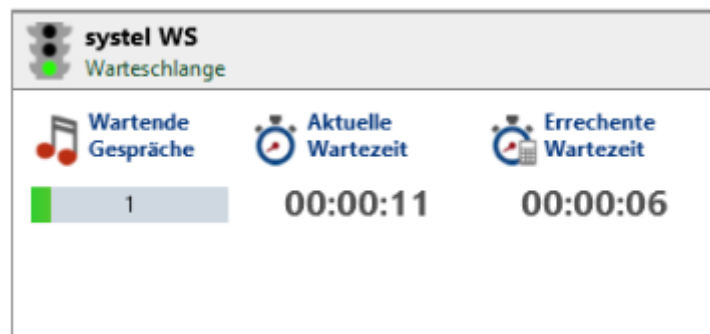 systel WS
Warteschlange
Wartende Gespräche
Aktuelle Wartezeit
Errechente Wartezeit
1
00:00:11
00:00:06